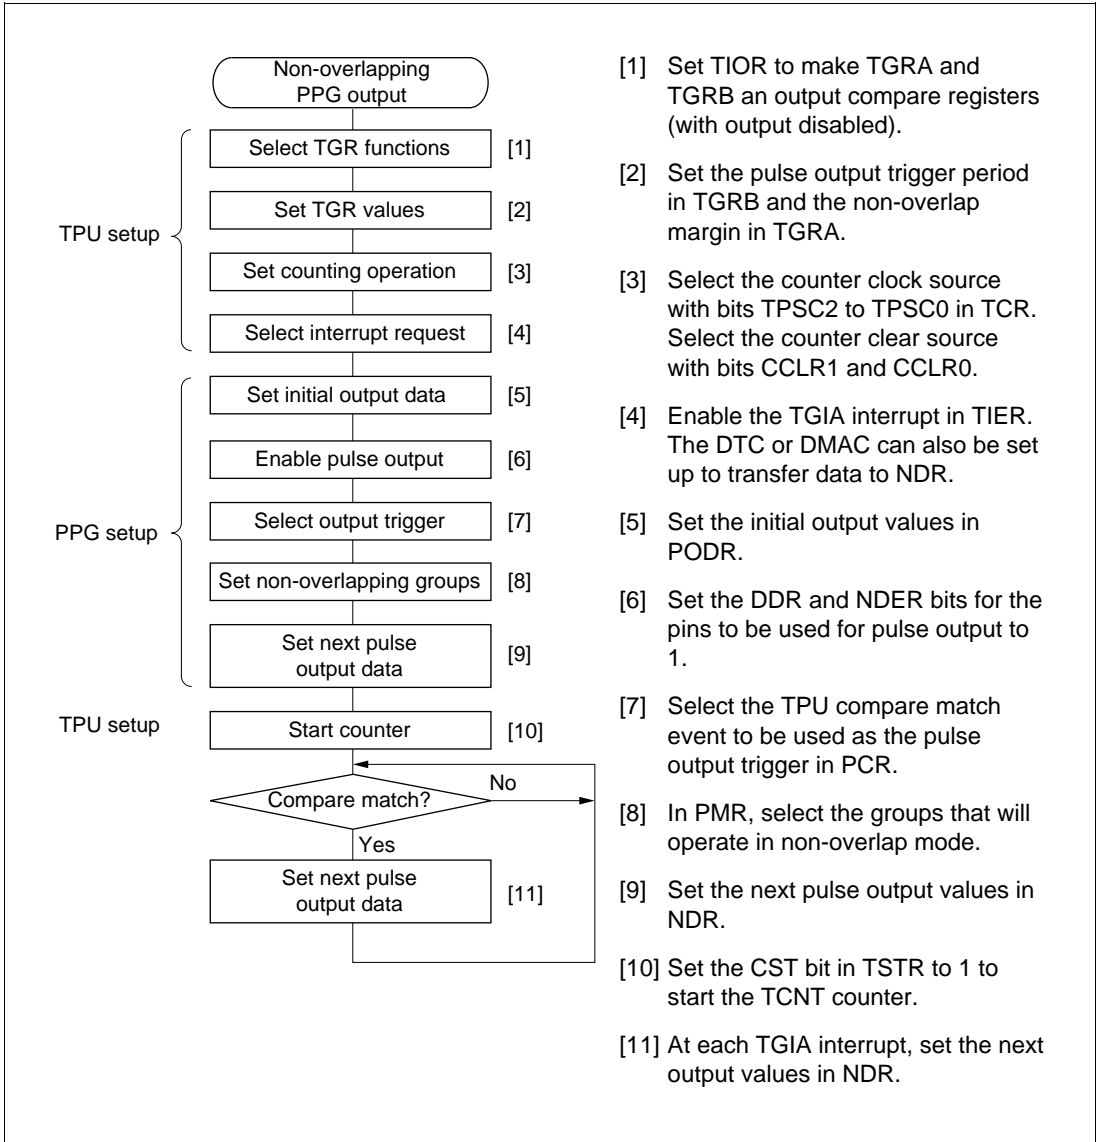 Non-overlapping
PPG output
TPU setup
Select TGR functions [1]
Set TGR values [2]
Set counting operation [3]
Select interrupt request [4]
PPG setup
Set initial output data [5]
Enable pulse output [6]
Select output trigger [7]
Set non-overlapping groups [8]
Set next pulse
output data
[9]
TPU setup
Start counter [10]
Compare match?
No
Yes
Set next pulse
output data
[11]
[1] Set TIOR to make TGRA and
TGRB an output compare registers
(with output disabled).
[2] Set the pulse output trigger period
in TGRB and the non-overlap
margin in TGRA.
[3] Select the counter clock source
with bits TPSC2 to TPSC0 in TCR.
Select the counter clear source
with bits CCLR1 and CCLR0.
[4] Enable the TGIA interrupt in TIER.
The DTC or DMAC can also be set
up to transfer data to NDR.
[5] Set the initial output values in
PODR.
[6] Set the DDR and NDER bits for the
pins to be used for pulse output to
1.
[7] Select the TPU compare match
event to be used as the pulse
output trigger in PCR.
[8] In PMR, select the groups that will
operate in non-overlap mode.
[9] Set the next pulse output values in
NDR.
[10] Set the CST bit in TSTR to 1 to
start the TCNT counter.
[11] At each TGIA interrupt, set the next
output values in NDR.